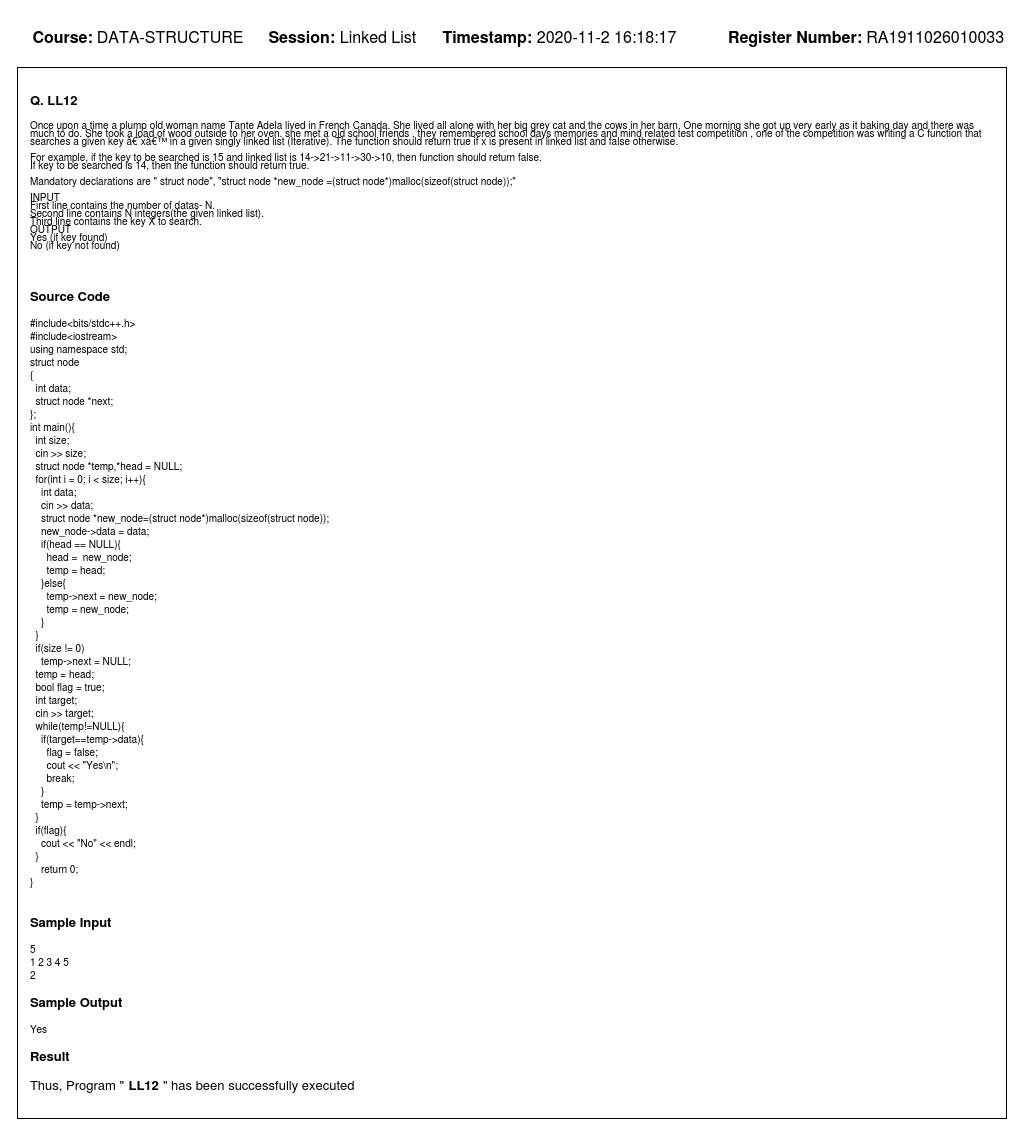 Course: DATA-STRUCTURE Session: Linked List Timestamp: 2020-11-2 16:18:17 Register Number: RA1911026010033
Q. LL12
Once upon a time a plump old woman name Tante Adela lived in French Canada. She lived all alone with her big grey cat and the cows in her barn. One morning she got up very early as it baking day and there was
much to do. She took a load of wood outside to her oven. she met a old school friends , they remembered school days memories and mind related test competition , one of the competition was writing a C function that
searches a given key â€˜xâ€™ in a given singly linked list (Iterative). The function should return true if x is present in linked list and false otherwise.
For example, if the key to be searched is 15 and linked list is 14->21->11->30->10, then function should return false.
If key to be searched is 14, then the function should return true.
Mandatory declarations are " struct node", "struct node *new_node =(struct node*)malloc(sizeof(struct node));"
INPUT
First line contains the number of datas- N.
Second line contains N integers(the given linked list).
Third line contains the key X to search.
OUTPUT
Yes (if key found)
No (if key not found)
Source Code
#include<bits/stdc++.h>
#include<iostream>
using namespace std;
struct node
{
  int data;
  struct node *next;
};
int main(){
  int size;
  cin >> size;
  struct node *temp,*head = NULL;
  for(int i = 0; i < size; i++){
    int data;
    cin >> data;
    struct node *new_node=(struct node*)malloc(sizeof(struct node));
    new_node->data = data;
    if(head == NULL){
      head =  new_node;
      temp = head;
    }else{
      temp->next = new_node;
      temp = new_node;
    }
  }
  if(size != 0)
    temp->next = NULL;
  temp = head;
  bool flag = true;
  int target;
  cin >> target;
  while(temp!=NULL){
    if(target==temp->data){
      flag = false;
      cout << "Yes\n";
      break;
    }
    temp = temp->next;
  }
  if(flag){
    cout << "No" << endl;
  }
    return 0;
}
Sample Input
5
1 2 3 4 5
2
Sample Output
Yes
Result
Thus, Program " LL12 " has been successfully executed